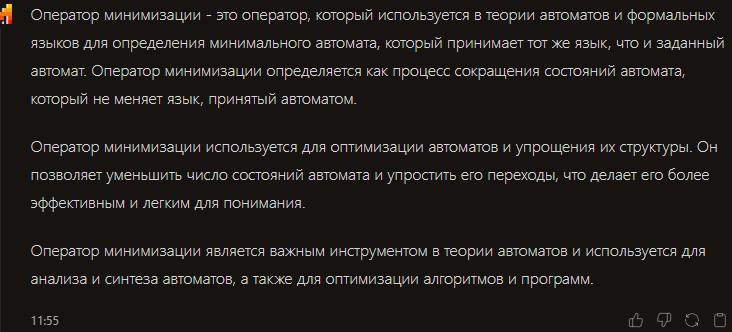 Оператор минимизации - это оператор, который используется в теории автоматов и формальных
языков для определения минимального автомата, который принимает тот же язык, что и заданный
автомат. Оператор минимизации определяется как процесс сокращения состояний автомата,
который не меняет язык, принятый автоматом.
Оператор минимизации используется для оптимизации автоматов и упрощения их структуры. Он
позволяет уменьшить число состояний автомата и упростить его переходы, что делает его более
эффективным и легким для понимания.
Оператор минимизации является важным инструментом в теории автоматов и используется для
анализа и синтеза автоматов, а также для оптимизации алгоритмов и программ.
11:55